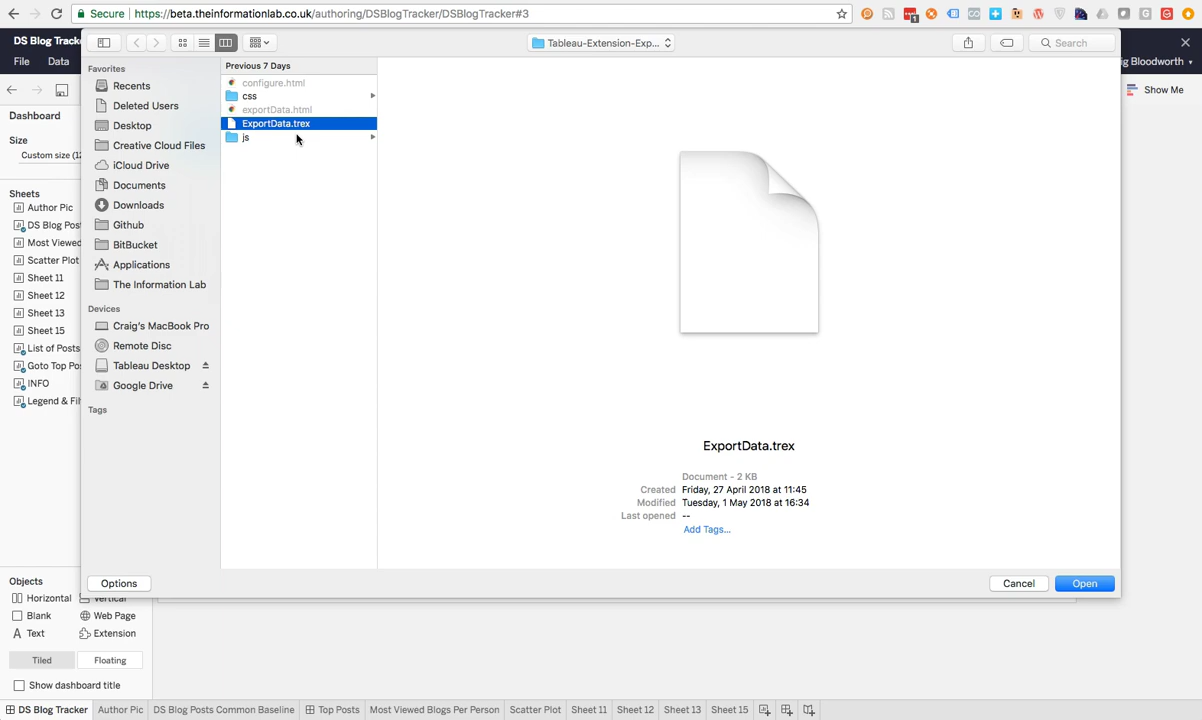 Secure https://beta.theinformationlab.co.uk/authoring/DSBlogTracker/DSBlogTracker#3
DS Blog Track
File Data
ig Bloodworth
Tableau-Extension-Exp...
Search
Show Me
Dashboard
Size
Custom size (12
Sheets
Author Pic
DS Blog Post
Most Viewed
Scatter Plot
Sheet 11
Sheet 12
Sheet 13
Sheet 15
List of Posts
Goto Top Po
INFO
Legend & Fil
Favorites
Recents
Deleted Users
Desktop
Creative Cloud Files
iCloud Drive
Documents
Downloads
Github
BitBucket
Applications
The Information Lab
Devices
Craig's MacBook Pro
Remote Disc
Tableau Desktop
Google Drive
Tags
Previous 7 Days
configure.html
css
exportData.html
ExportData.trex
js
ExportData.trex
Document - 2 KB
Created Friday, 27 April 2018 at 11:45
Modified Tuesday, 1 May 2018 at 16:34
Last opened --
Add Tags...
Options
Cancel
Open
Objects
Horizontal Vertical
Blank Web Page
Text Extension
Tiled Floating
Show dashboard title
DS Blog Tracker Author Pic DS Blog Posts Common Baseline Top Posts Most Viewed Blogs Per Person Scatter Plot Sheet 11 Sheet 12 Sheet 13 Sheet 15